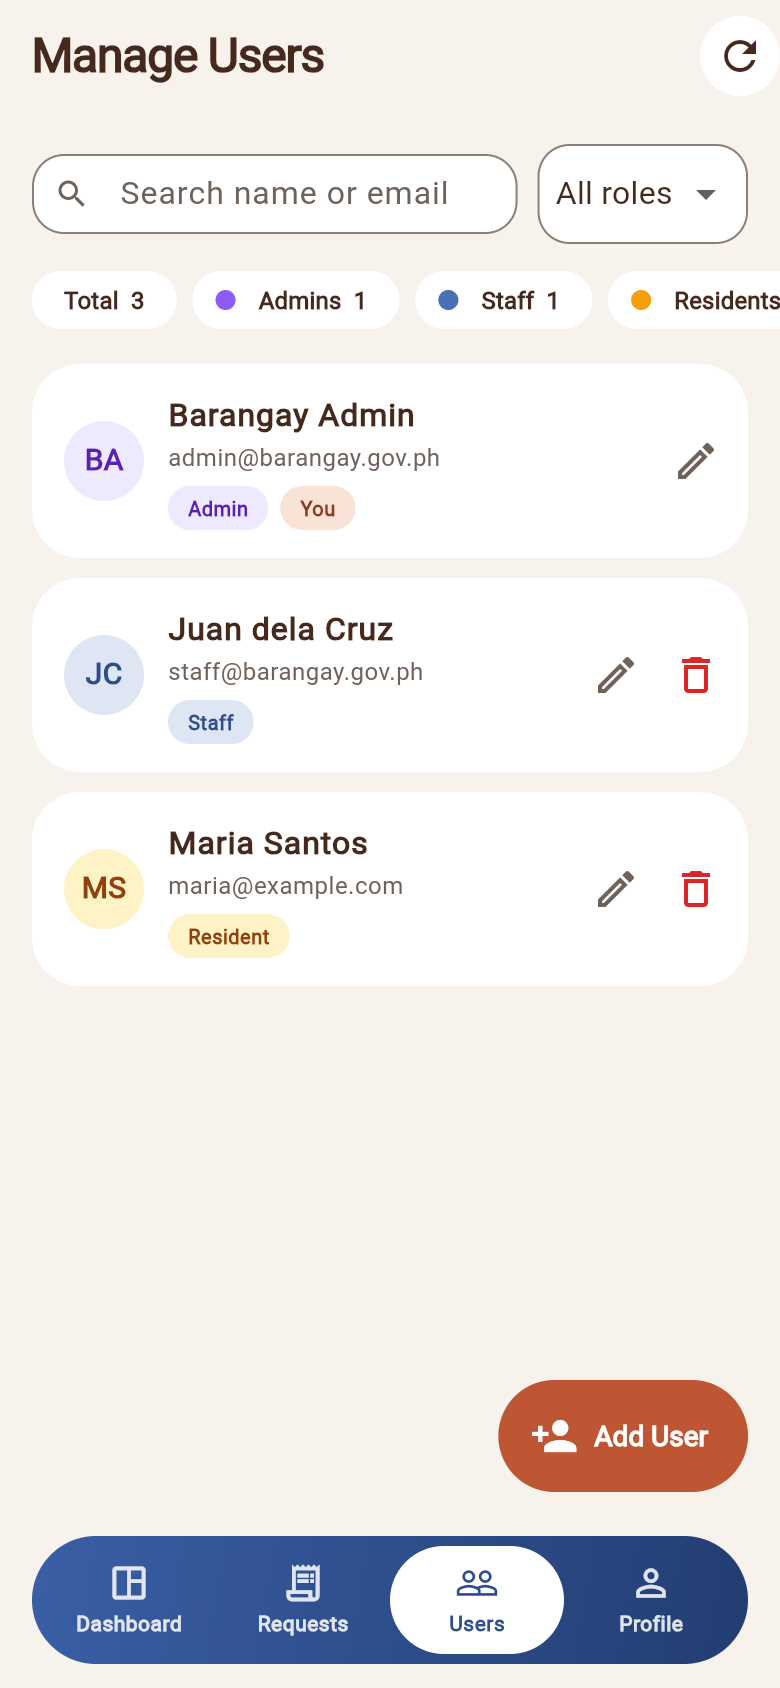 Manage Users
Search name or email
All roles
Total 3
Admins 1
Staff 1
Residents
BA
Barangay Admin
admin@barangay.gov.ph
Admin
You
JC
Juan dela Cruz
staff@barangay.gov.ph
Staff
MS
Maria Santos
maria@example.com
Resident
Add User
Dashboard
Requests
Users
Profile